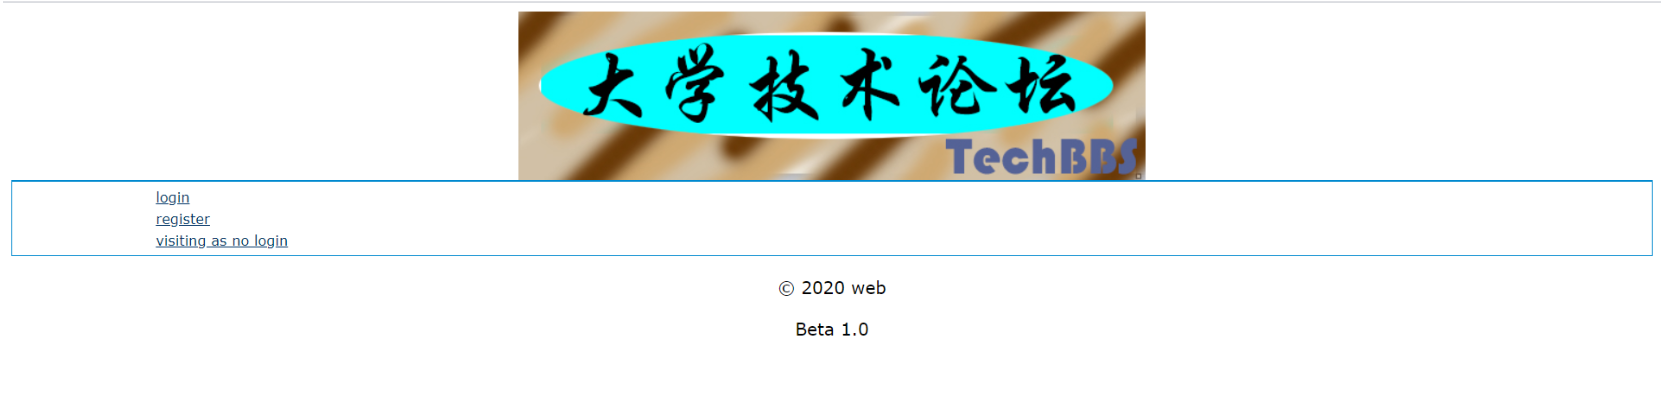 大学技术论坛
TechBBS
login
register
visiting as no login
© 2020 web
Beta 1.0